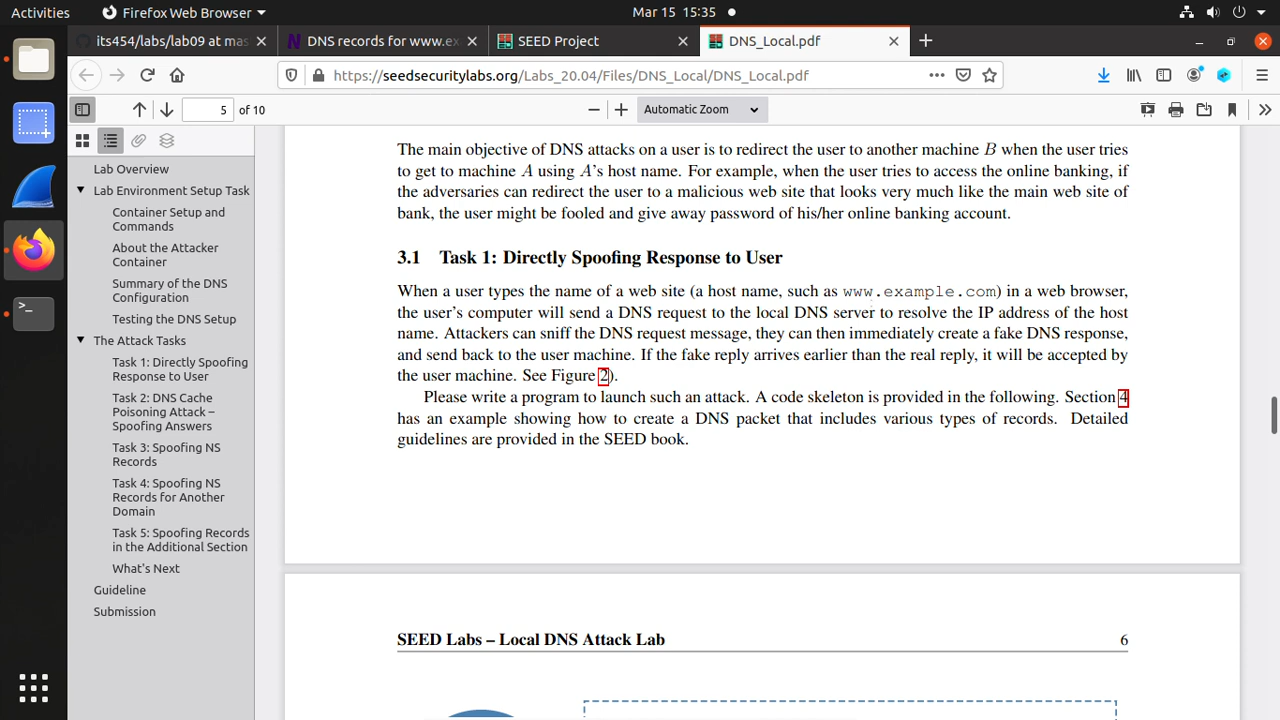 Activities
Firefox Web Browser
Mar 15 15:35
its454/labs/lab09 at mas
DNS records for www.ex
SEED Project
DNS_Local.pdf
https://seedsecuritylabs.org/Labs_20.04/Files/DNS_Local/DNS_Local.pdf
5 of 10
Automatic Zoom
Lab Overview
Lab Environment Setup Task
Container Setup and
Commands
About the Attacker
Container
Summary of the DNS
Configuration
Testing the DNS Setup
The Attack Tasks
Task 1: Directly Spoofing
Response to User
Task 2: DNS Cache
Poisoning Attack –
Spoofing Answers
Task 3: Spoofing NS
Records
Task 4: Spoofing NS
Records for Another
Domain
Task 5: Spoofing Records
in the Additional Section
What's Next
Guideline
Submission
The main objective of DNS attacks on a user is to redirect the user to another machine B when the user tries
to get to machine A using A's host name. For example, when the user tries to access the online banking, if
the adversaries can redirect the user to a malicious web site that looks very much like the main web site of
bank, the user might be fooled and give away password of his/her online banking account.
3.1 Task 1: Directly Spoofing Response to User
When a user types the name of a web site (a host name, such as www.example.com) in a web browser,
the user's computer will send a DNS request to the local DNS server to resolve the IP address of the host
name. Attackers can sniff the DNS request message, they can then immediately create a fake DNS response,
and send back to the user machine. If the fake reply arrives earlier than the real reply, it will be accepted by
the user machine. See Figure 2).
Please write a program to launch such an attack. A code skeleton is provided in the following. Section 4
has an example showing how to create a DNS packet that includes various types of records. Detailed
guidelines are provided in the SEED book.
SEED Labs – Local DNS Attack Lab 6